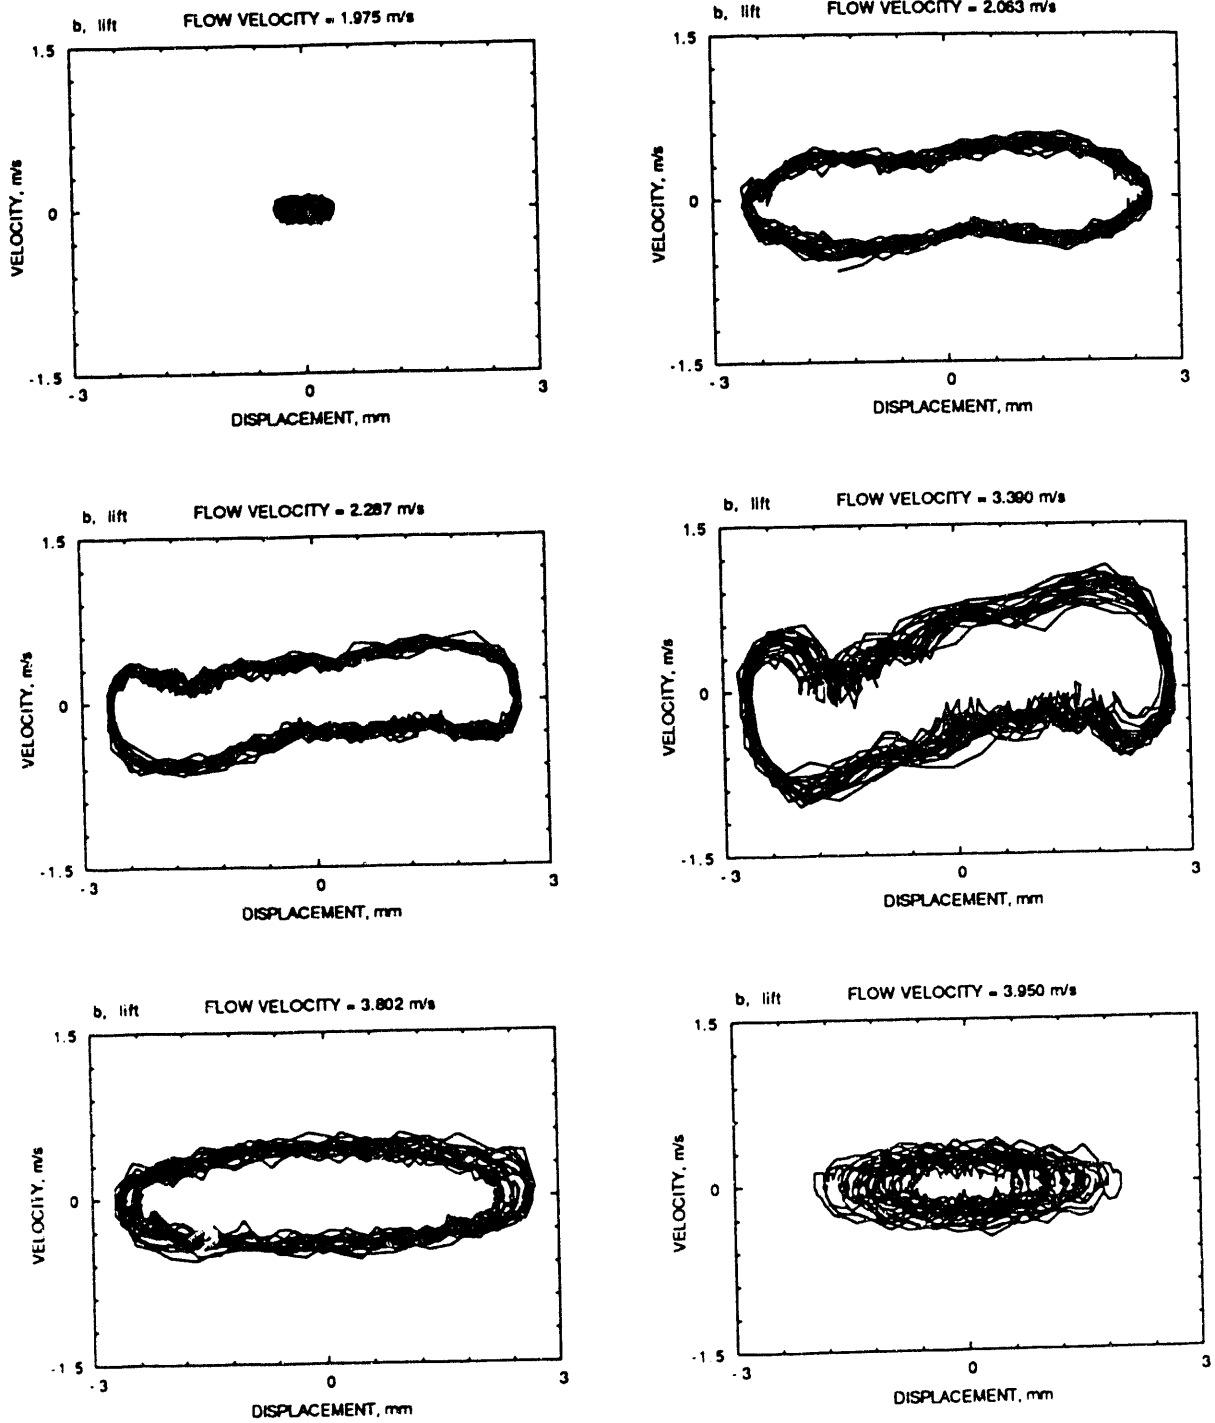 b, lift FLOW VELOCITY = 1.975 m/s
1.5
VELOCITY, m/s
0
-1.5
-3 0 3
DISPLACEMENT, mm
b, lift FLOW VELOCITY = 2.063 m/s
1.5
VELOCITY, m/s
0
-1.5
-3 0 3
DISPLACEMENT, mm
b, lift FLOW VELOCITY = 2.287 m/s
1.5
VELOCITY, m/s
0
-1.5
-3 0 3
DISPLACEMENT, mm
b, lift FLOW VELOCITY = 3.390 m/s
1.5
VELOCITY, m/s
0
-1.5
-3 0 3
DISPLACEMENT, mm
b, lift FLOW VELOCITY = 3.802 m/s
1.5
VELOCITY, m/s
0
-1.5
-3 0 3
DISPLACEMENT, mm
b, lift FLOW VELOCITY = 3.950 m/s
1.5
VELOCITY, m/s
0
-1.5
-3 0 3
DISPLACEMENT, mm